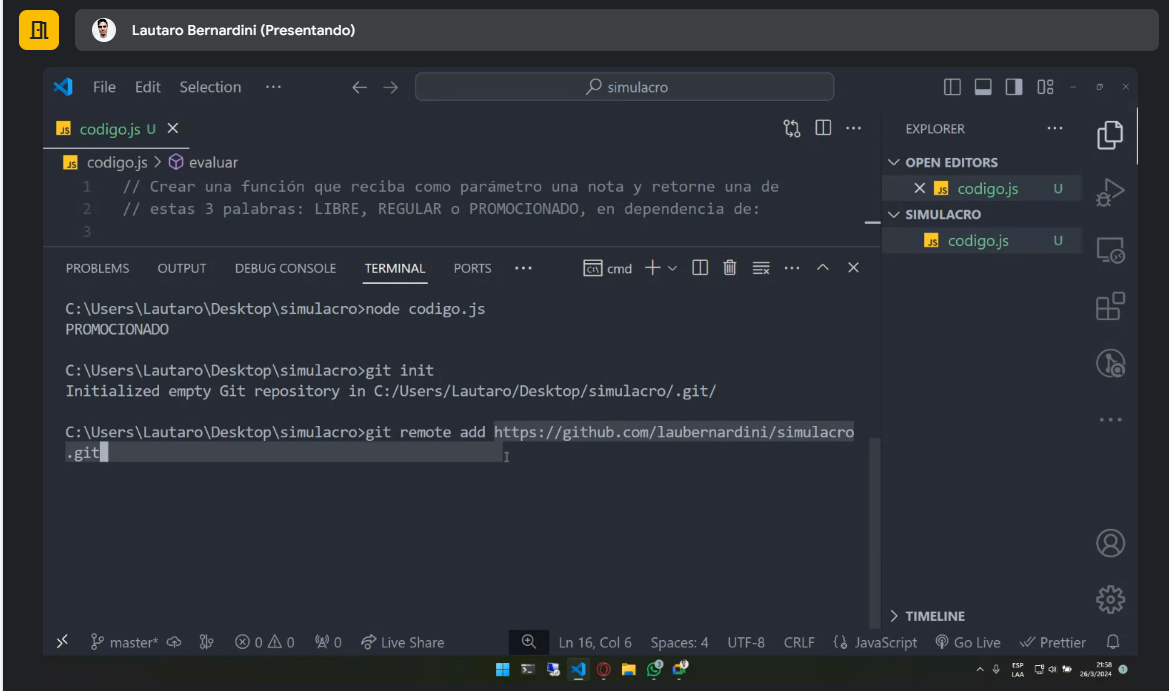 Lautaro Bernardini (Presentando)
File Edit Selection ··· simulacro
JS codigo.js U
EXPLORER ···
JS codigo.js > evaluar
OPEN EDITORS
1 // Crear una función que reciba como parámetro una nota y retorne una de
JS codigo.js U
2 // estas 3 palabras: LIBRE, REGULAR o PROMOCIONADO, en dependencia de:
SIMULACRO
3
JS codigo.js U
PROBLEMS OUTPUT DEBUG CONSOLE TERMINAL PORTS ··· cmd
C:\Users\Lautaro\Desktop\simulacro>node codigo.js
PROMOCIONADO
C:\Users\Lautaro\Desktop\simulacro>git init
Initialized empty Git repository in C:/Users/Lautaro/Desktop/simulacro/.git/
C:\Users\Lautaro\Desktop\simulacro>git remote add https://github.com/laubernardini/simulacro
.git
TIMELINE
master* 0 0 0 Live Share Ln 16, Col 6 Spaces: 4 UTF-8 CRLF JavaScript Go Live Prettier
ESP
LAA
21:58
26/3/2024